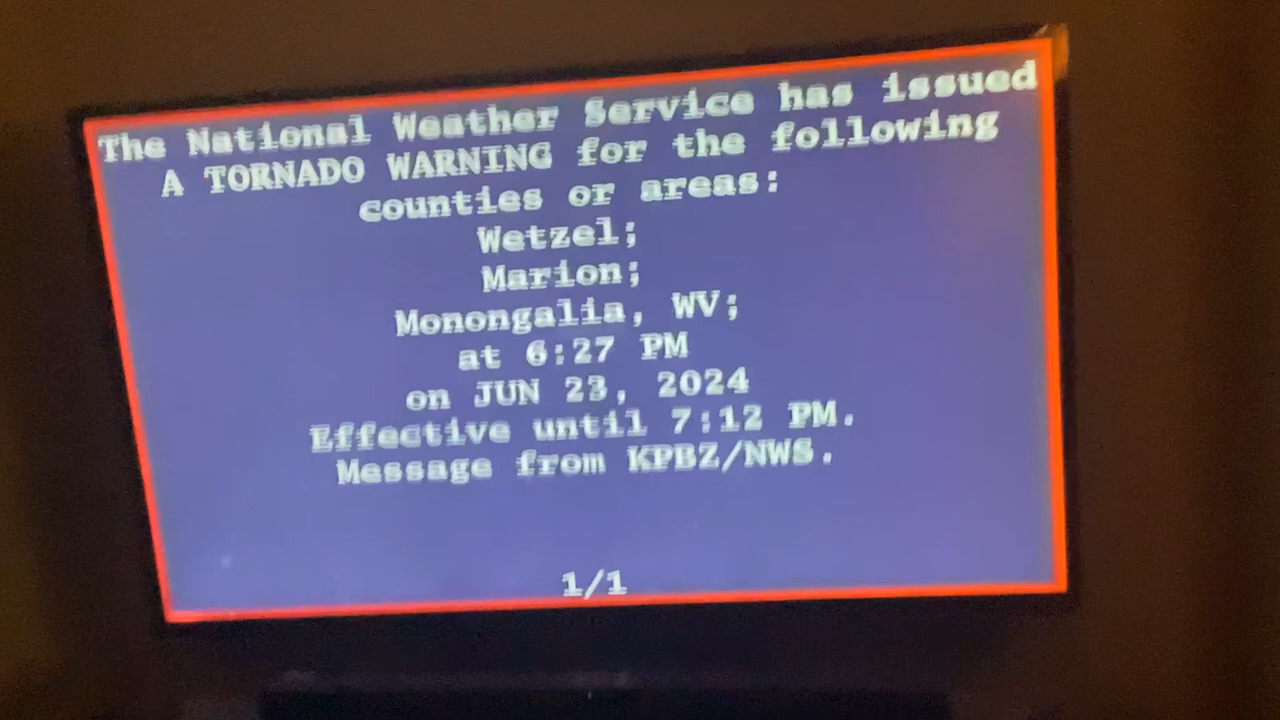 The National Weather Service has issued
A TORNADO WARNING for the following
counties or areas:
Wetzel;
Marion;
Monongalia, WV;
at 6:27 PM
on JUN 23, 2024
Effective until 7:12 PM.
Message from KPBZ/NWS.
1/1